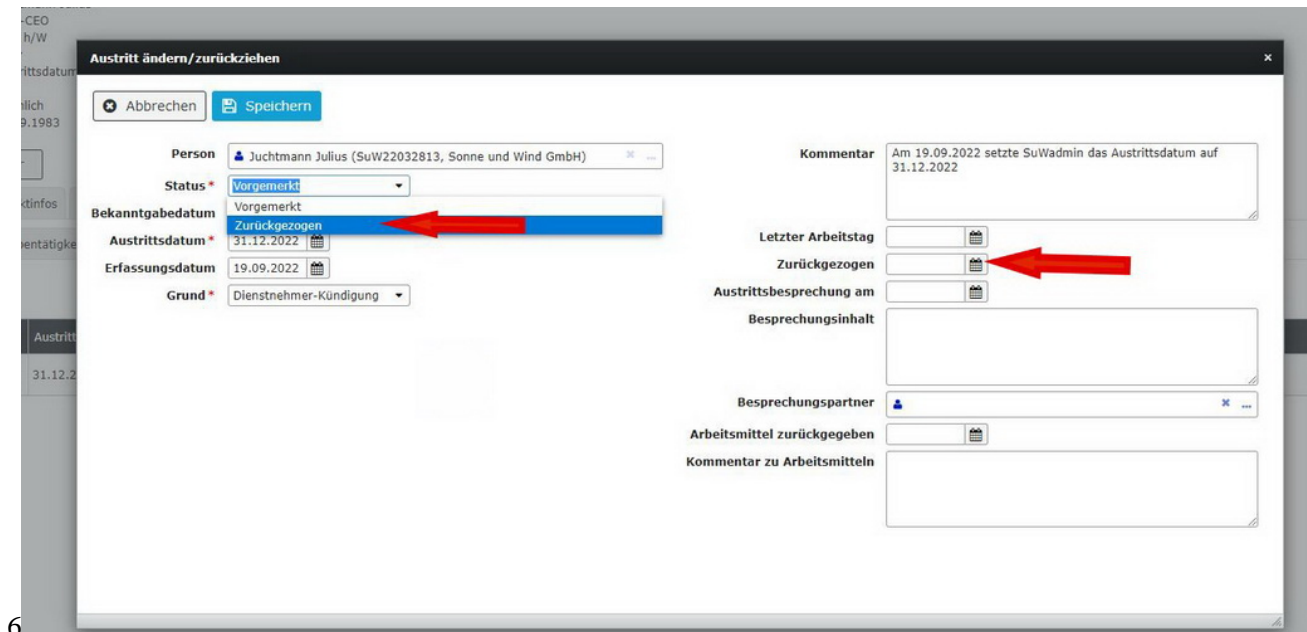 -CEO
h/W
Austritt ändern/zurückziehen ×
Abbrechen Speichern
9.1983
Person Juchtmann Julius (SuW22032813, Sonne und Wind GmbH) × ...
Status * Vorgemerkt
Vorgemerkt
Zurückgezogen
Bekanntgabedatum
Austrittsdatum * 31.12.2022
Erfassungsdatum 19.09.2022
Grund * Dienstnehmer-Kündigung
Kommentar Am 19.09.2022 setzte SuWadmin das Austrittsdatum auf
31.12.2022
Letzter Arbeitstag
Zurückgezogen
Austrittsbesprechung am
Besprechungsinhalt
Besprechungspartner × ...
Arbeitsmittel zurückgegeben
Kommentar zu Arbeitsmitteln
ktinfos
Austritt
31.12.2
6